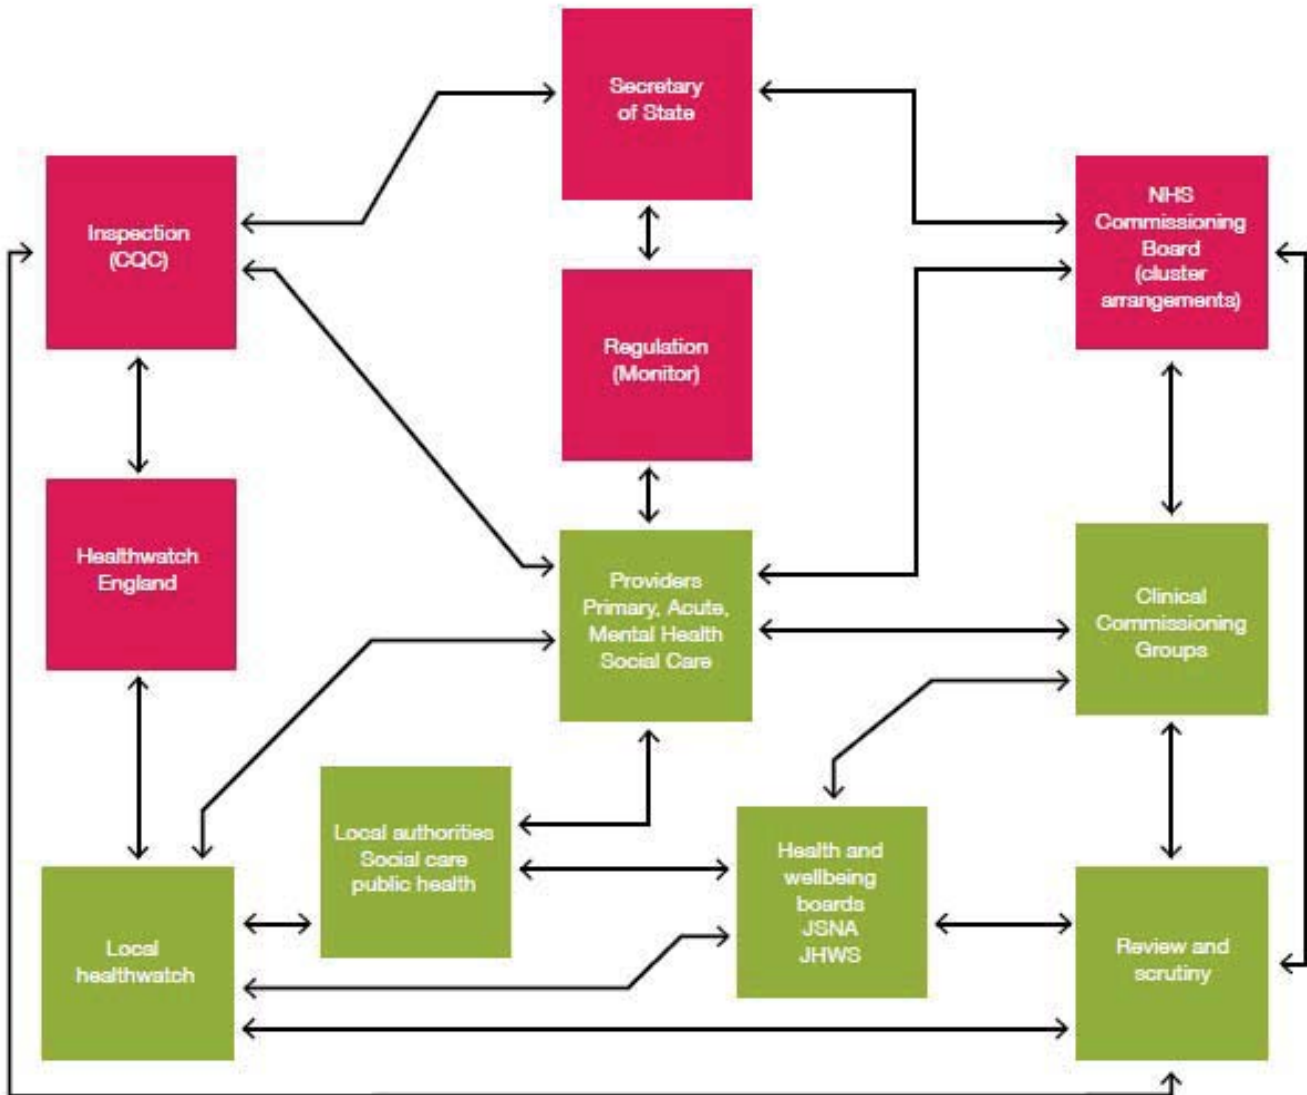 Secretary
of State
Inspection
(CQC)
NHS
Commissioning
Board
(cluster
arrangements)
Regulation
(Monitor)
Healthwatch
England
Providers
Primary, Acute,
Mental Health
Social Care
Clinical
Commissioning
Groups
Local authorities
Social care
public health
Health and
wellbeing
boards
JSNA
JHWS
Local
healthwatch
Review and
scrutiny